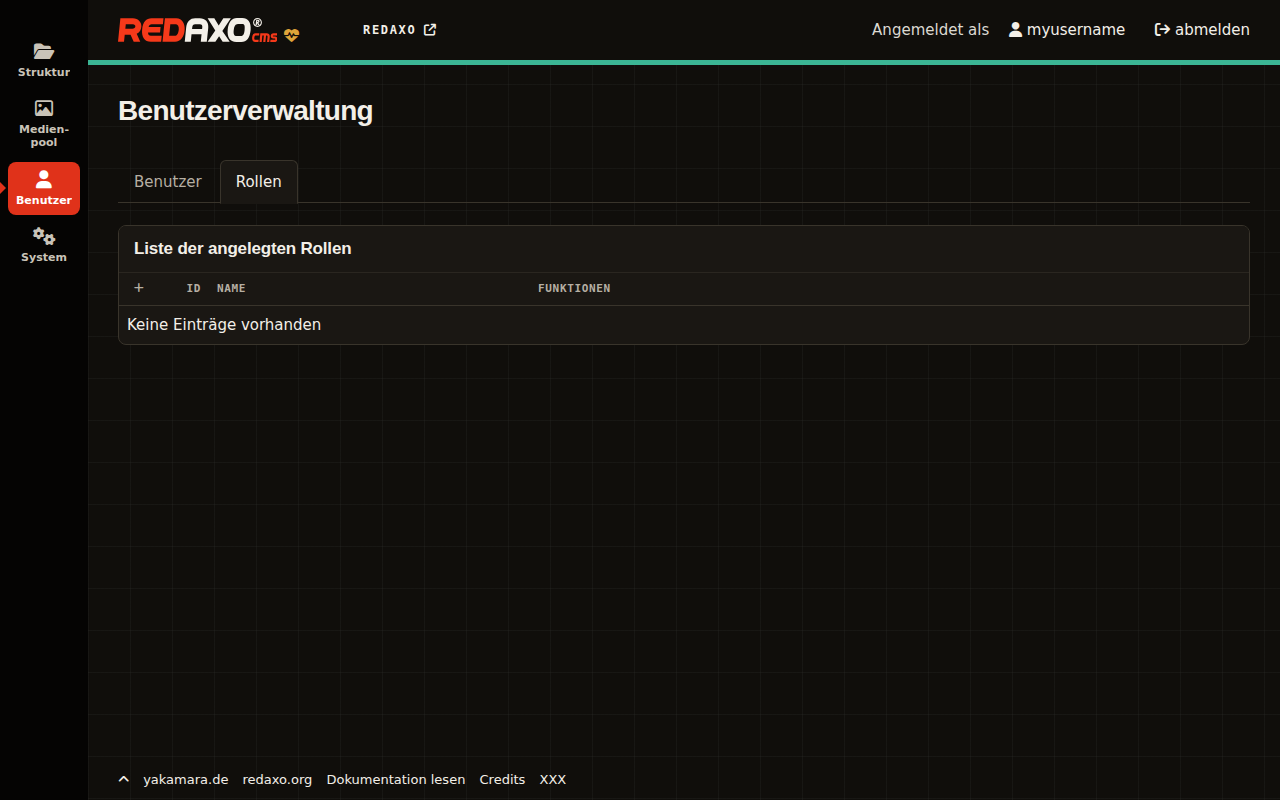 REDAXO® cms
REDAXO
Angemeldet als myusername abmelden
Struktur
Medien-
pool
Benutzer
System
Benutzerverwaltung
Benutzer Rollen
Liste der angelegten Rollen
+ ID NAME FUNKTIONEN
Keine Einträge vorhanden
yakamara.de redaxo.org Dokumentation lesen Credits XXX